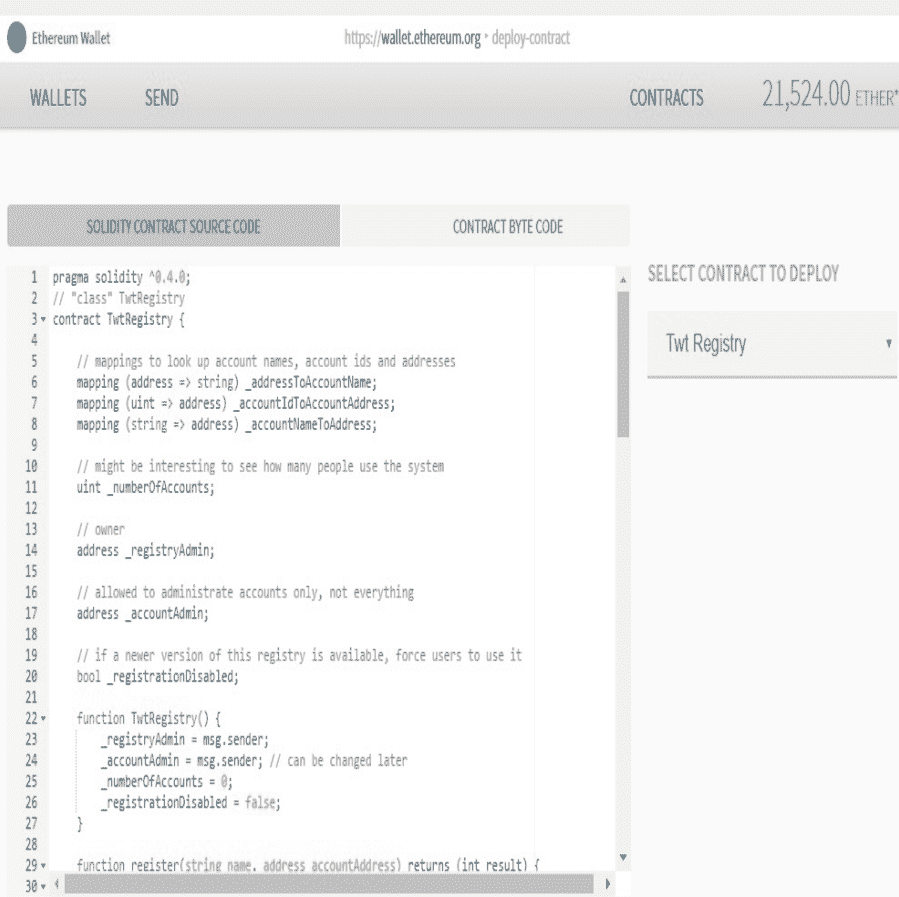 Ethereum Wallet
https://wallet.ethereum.org ▸ deploy-contract
WALLETS SEND CONTRACTS 21,524.00 ETHER*
SOLIDITY CONTRACT SOURCE CODE CONTRACT BYTE CODE
SELECT CONTRACT TO DEPLOY
Twt Registry
1 pragma solidity ^0.4.0;
2 // "class" TwtRegistry
3 contract TwtRegistry {
4
5 // mappings to look up account names, account ids and addresses
6 mapping (address => string) _addressToAccountName;
7 mapping (uint => address) _accountIdToAccountAddress;
8 mapping (string => address) _accountNameToAddress;
9
10 // might be interesting to see how many people use the system
11 uint _numberOfAccounts;
12
13 // owner
14 address _registryAdmin;
15
16 // allowed to administrate accounts only, not everything
17 address _accountAdmin;
18
19 // if a newer version of this registry is available, force users to use it
20 bool _registrationDisabled;
21
22 function TwtRegistry() {
23 _registryAdmin = msg.sender;
24 _accountAdmin = msg.sender; // can be changed later
25 _numberOfAccounts = 0;
26 _registrationDisabled = false;
27 }
28
29 function register(string name, address accountAddress) returns (int result) {
30